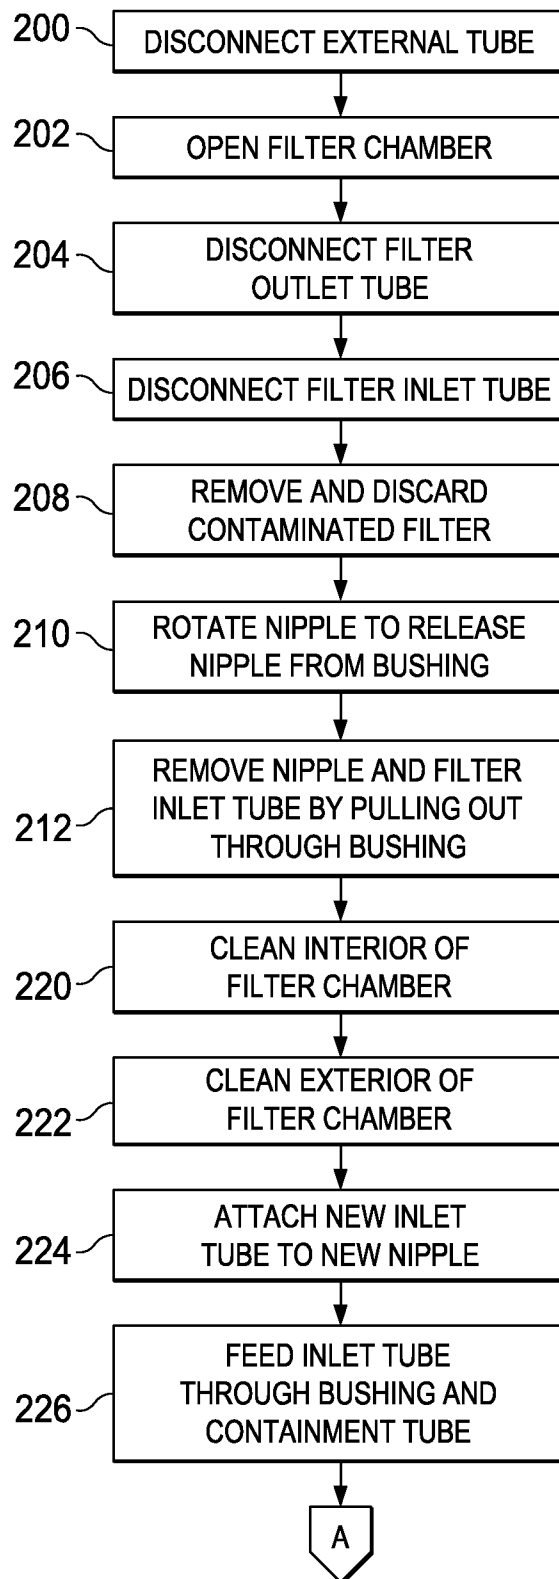 200
DISCONNECT EXTERNAL TUBE
202
OPEN FILTER CHAMBER
204
DISCONNECT FILTER
OUTLET TUBE
206
DISCONNECT FILTER INLET TUBE
208
REMOVE AND DISCARD
CONTAMINATED FILTER
210
ROTATE NIPPLE TO RELEASE
NIPPLE FROM BUSHING
212
REMOVE NIPPLE AND FILTER
INLET TUBE BY PULLING OUT
THROUGH BUSHING
220
CLEAN INTERIOR OF
FILTER CHAMBER
222
CLEAN EXTERIOR OF
FILTER CHAMBER
224
ATTACH NEW INLET
TUBE TO NEW NIPPLE
226
FEED INLET TUBE
THROUGH BUSHING AND
CONTAINMENT TUBE
A